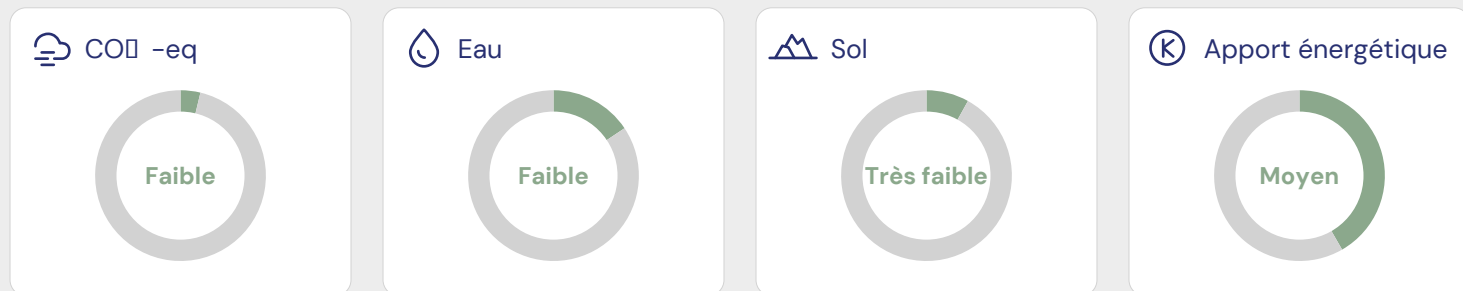 CO▯ -eq
Eau
Sol
Apport énergétique
Faible
Faible
Très faible
Moyen